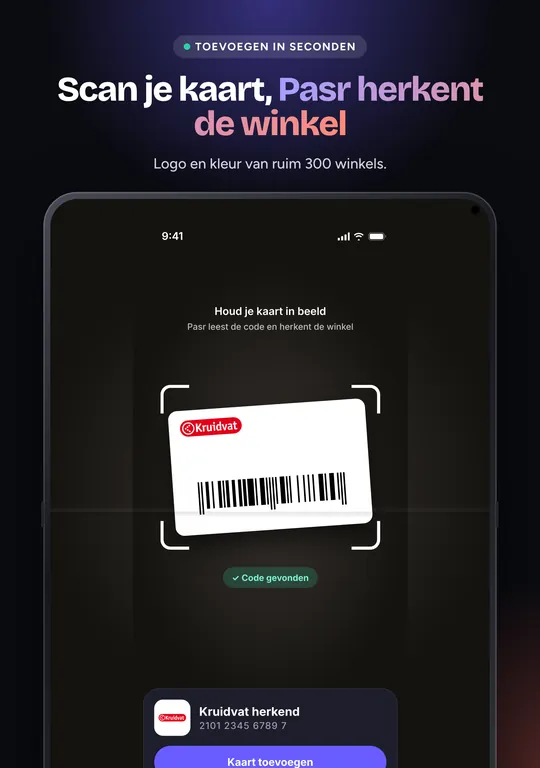 TOEVOEGEN IN SECONDEN
Scan je kaart, Pasr herkent
de winkel
Logo en kleur van ruim 300 winkels.
9:41
Houd je kaart in beeld
Pasr leest de code en herkent de winkel
Kruidvat
✓ Code gevonden
Kruidvat
Kruidvat herkend
2101 2345 6789 7
Kaart toevoegen